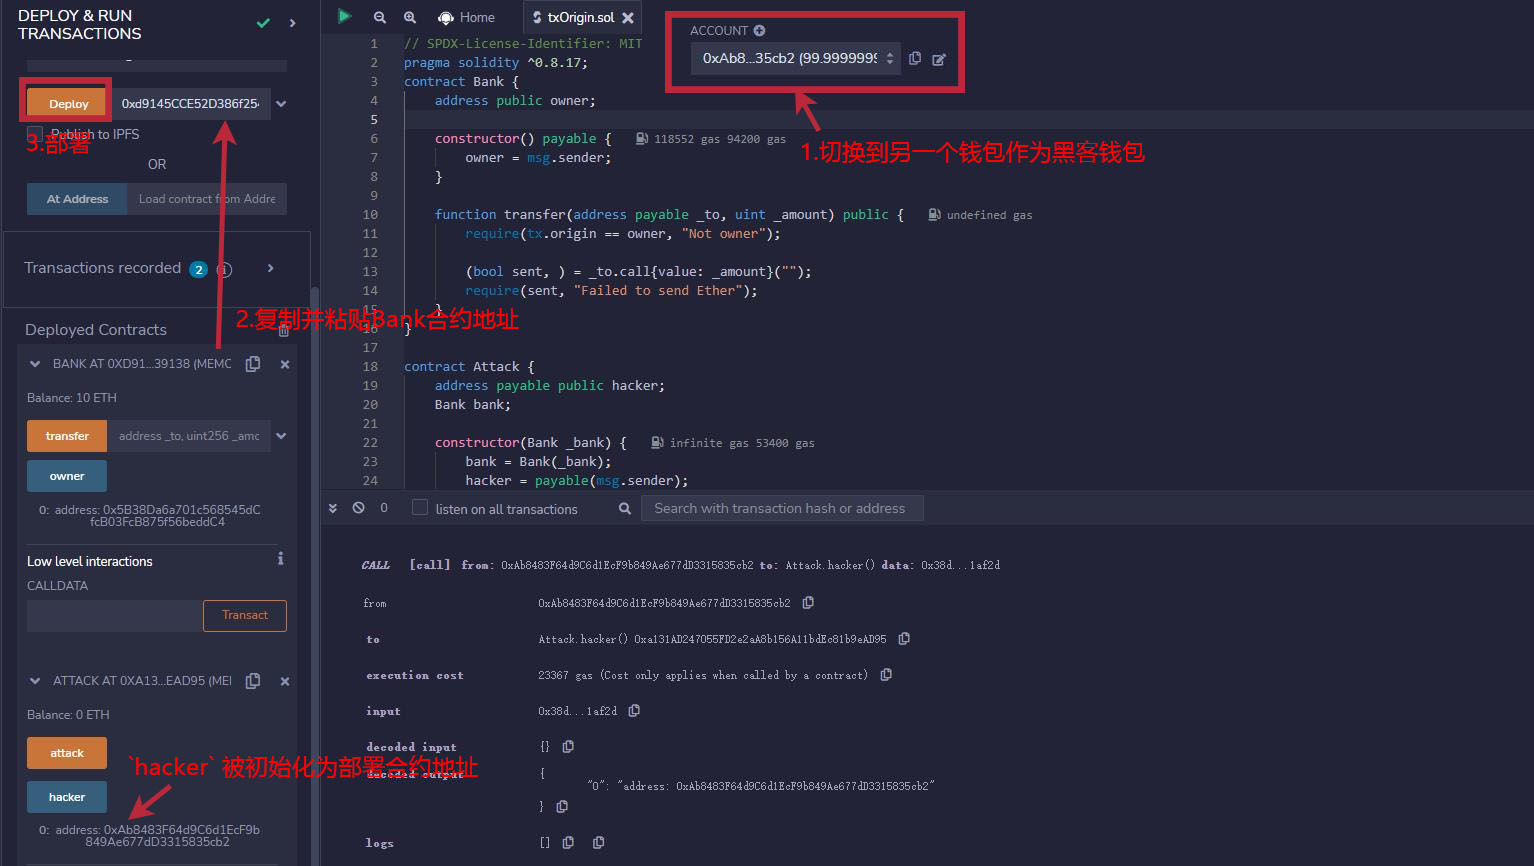 DEPLOY & RUN
TRANSACTIONS
Deploy
0xd9145CCE52D386f254
Publish to IPFS
3.部署
OR
At Address
Load contract from Addre
Transactions recorded 2
Deployed Contracts
BANK AT 0XD91...39138 (MEMO
Balance: 10 ETH
transfer
address _to, uint256 _amo
owner
0: address: 0x5B38Da6a701c568545dC
fcB03FcB875f56beddC4
Low level interactions
CALLDATA
Transact
ATTACK AT 0XA13...EAD95 (MEI
Balance: 0 ETH
attack
`hacker` 被初始化为部署合约地址
hacker
0: address: 0xAb8483F64d9C6d1EcF9b
849Ae677dD3315835cb2
Home
txOrigin.sol
ACCOUNT
0xAb8...35cb2 (99.9999999
1.切换到另一个钱包作为黑客钱包
2.复制并粘贴Bank合约地址
1 // SPDX-License-Identifier: MIT
2 pragma solidity ^0.8.17;
3 contract Bank {
4 address public owner;
5
6 constructor() payable { 118552 gas 94200 gas
7 owner = msg.sender;
8 }
9
10 function transfer(address payable _to, uint _amount) public { undefined gas
11 require(tx.origin == owner, "Not owner");
12
13 (bool sent, ) = _to.call{value: _amount}("");
14 require(sent, "Failed to send Ether");
15 }
16 }
17
18 contract Attack {
19 address payable public hacker;
20 Bank bank;
21
22 constructor(Bank _bank) { infinite gas 53400 gas
23 bank = Bank(_bank);
24 hacker = payable(msg.sender);
0
listen on all transactions
Search with transaction hash or address
CALL [call] from: 0xAb8483F64d9C6d1EcF9b849Ae677dD3315835cb2 to: Attack.hacker() data: 0x38d...1af2d
from 0xAb8483F64d9C6d1EcF9b849Ae677dD3315835cb2
to Attack.hacker() 0xa131AD247055FD2e2aA8b156A11bdEc81b9eAD95
execution cost 23367 gas (Cost only applies when called by a contract)
input 0x38d...1af2d
decoded input {}
decoded output {
"0": "address: 0xAb8483F64d9C6d1EcF9b849Ae677dD3315835cb2"
}
logs []